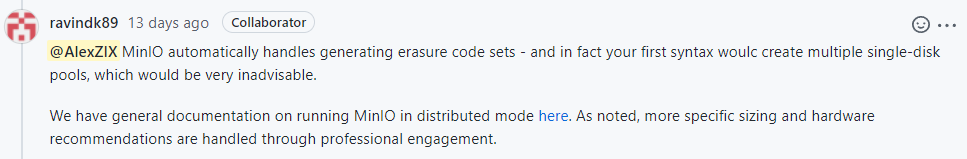 ravindk89 13 days ago Collaborator
@AlexZIX MinIO automatically handles generating erasure code sets - and in fact your first syntax woulc create multiple single-disk
pools, which would be very inadvisable.
We have general documentation on running MinIO in distributed mode here. As noted, more specific sizing and hardware
recommendations are handled through professional engagement.